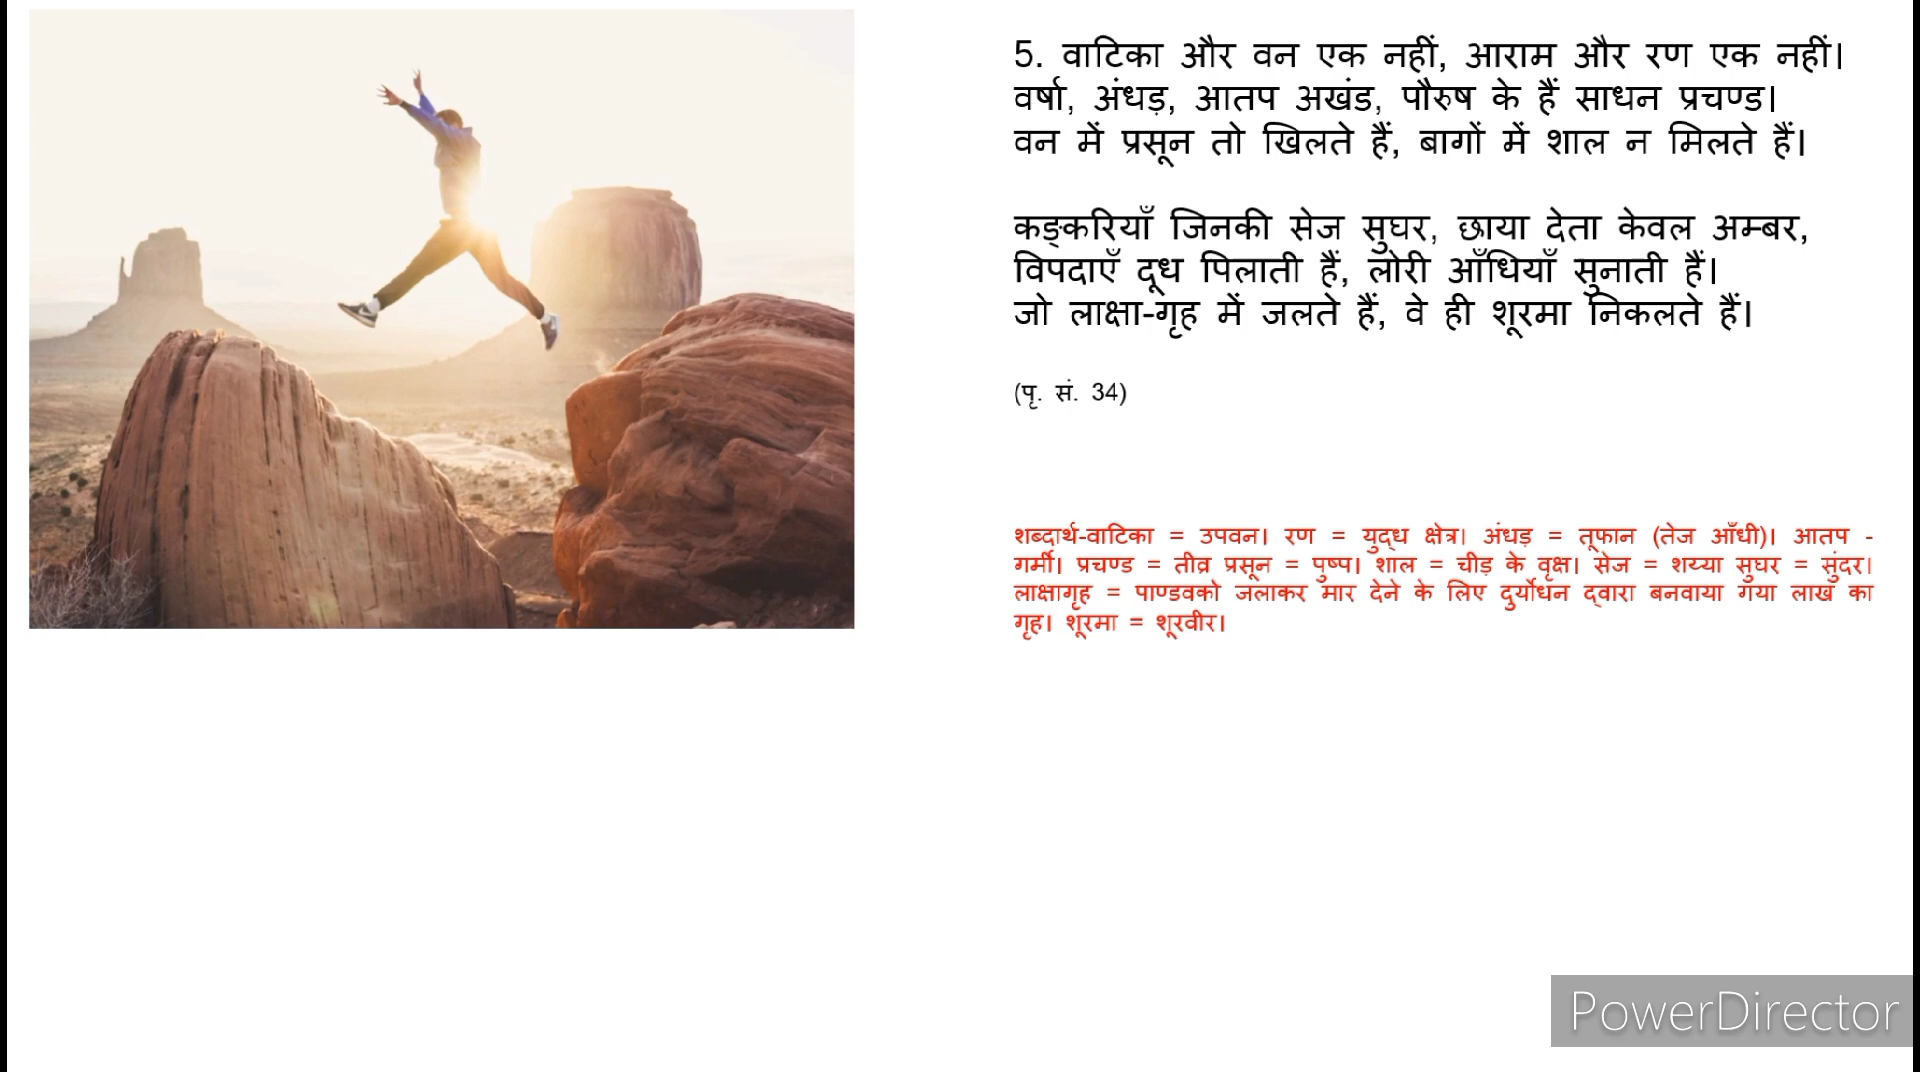 5. वाटिका और वन एक नहीं, आराम और रण एक नहीं।
वर्षा, अंधड़, आतप अखंड, पौरुष के हैं साधन प्रचण्ड।
वन में प्रसून तो खिलते हैं, बागों में शाल न मिलते हैं।
कङ्करियाँ जिनकी सेज सुघर, छाया देता केवल अम्बर,
विपदाएँ दूध पिलाती हैं, लोरी आँधियाँ सुनाती हैं।
जो लाक्षा-गृह में जलते हैं, वे ही शूरमा निकलते हैं।
(पृ. सं. 34)
शब्दार्थ-वाटिका = उपवन। रण = युद्ध क्षेत्र। अंधड़ = तूफान (तेज आँधी)। आतप -
गर्मी। प्रचण्ड = तीव्र प्रसून = पुष्प। शाल = चीड़ के वृक्ष। सेज = शय्या सुघर = सुंदर।
लाक्षागृह = पाण्डवको जलाकर मार देने के लिए दुर्योधन द्वारा बनवाया गया लाख का
गृह। शूरमा = शूरवीर।
PowerDirector